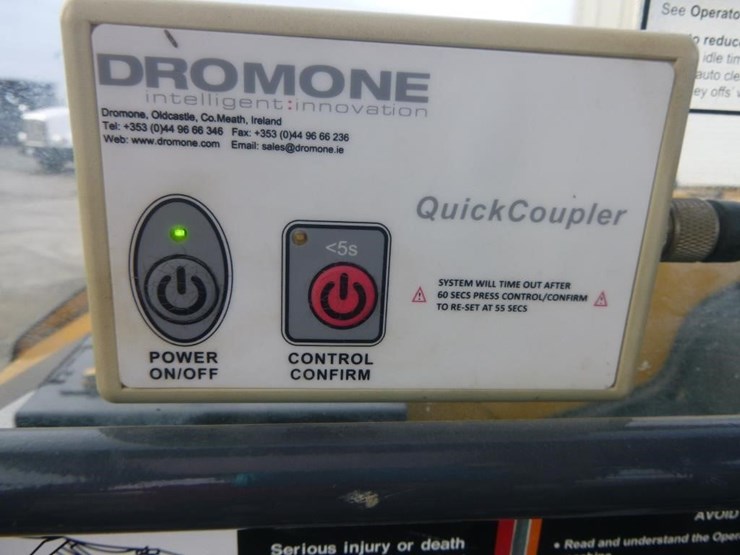 See Operato
o reduc
idle tim
auto cle
ey offs
DROMONE
intelligent:innovation
Dromone, Oldcastle, Co.Meath, Ireland
Tel: +353 (0)44 96 66 346 Fax: +353 (0)44 96 66 236
Web: www.dromone.com Email: sales@dromone.ie
QuickCoupler
<5s
SYSTEM WILL TIME OUT AFTER
60 SECS PRESS CONTROL/CONFIRM
TO RE-SET AT 55 SECS
POWER
ON/OFF
CONTROL
CONFIRM
Serious injury or death
AVOID
• Read and understand the Oper